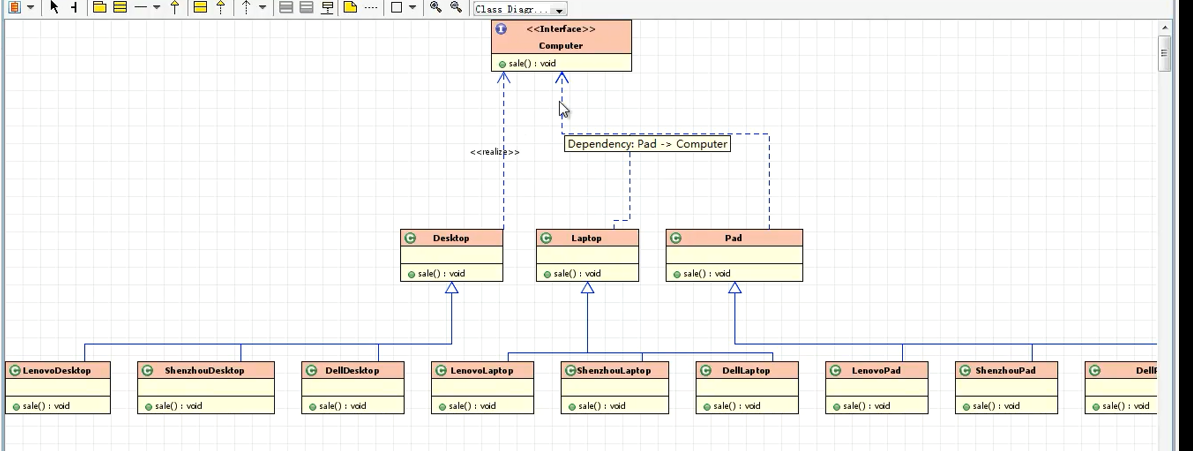 Class Diagr...
<<Interface>>
Computer
sale() : void
<<realize>>
Dependency: Pad -> Computer
Desktop
Laptop
Pad
sale() : void
sale() : void
sale() : void
LenovoDesktop
ShenzhouDesktop
DellDesktop
LenovoLaptop
ShenzhouLaptop
DellLaptop
LenovoPad
ShenzhouPad
sale() : void
sale() : void
sale() : void
sale() : void
sale() : void
sale() : void
sale() : void
sale() : void
sale() : void